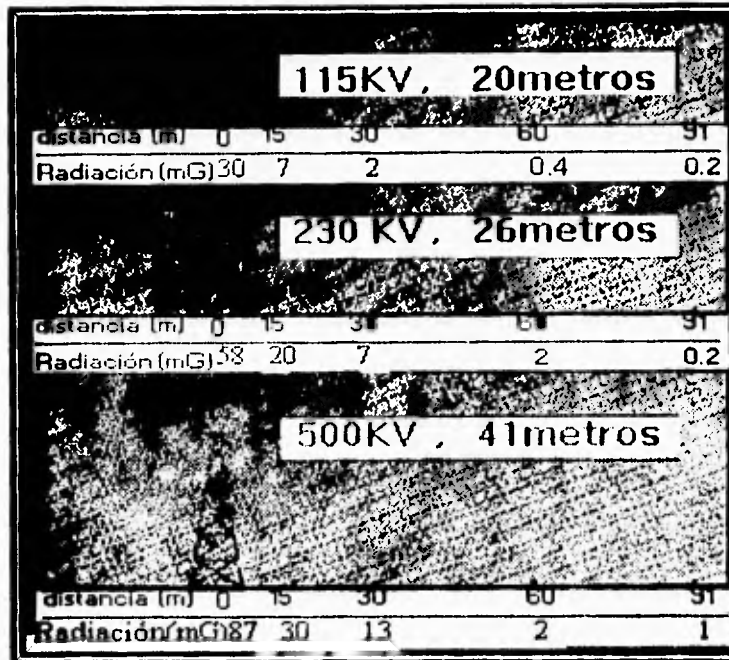 115KV, 20metros
distancia (m) 0 15 30 60 91
Radiación (mG) 30 7 2 0.4 0.2
230 KV, 26metros
distancia (m) 0 15 30 60 91
Radiación (mG) 58 20 7 2 0.2
500KV, 41metros
distancia (m) 0 15 30 60 91
Radiación (mG) 87 30 13 2 1